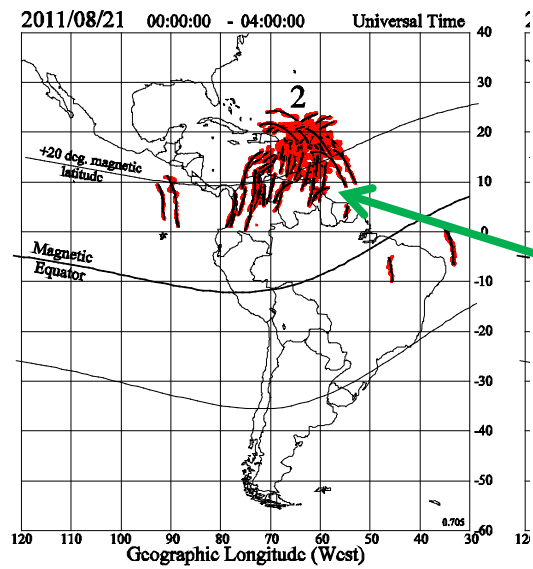 2011/08/21 00:00:00 - 04:00:00 Universal Time 2
40
30
2
20
+20 deg. magnetic
latitude
10
0
Magnetic
Equator
-10
-20
-30
-40
-50
0.705
-60
120 110 100 90 80 70 60 50 40 30 120
Geographic Longitude (West)